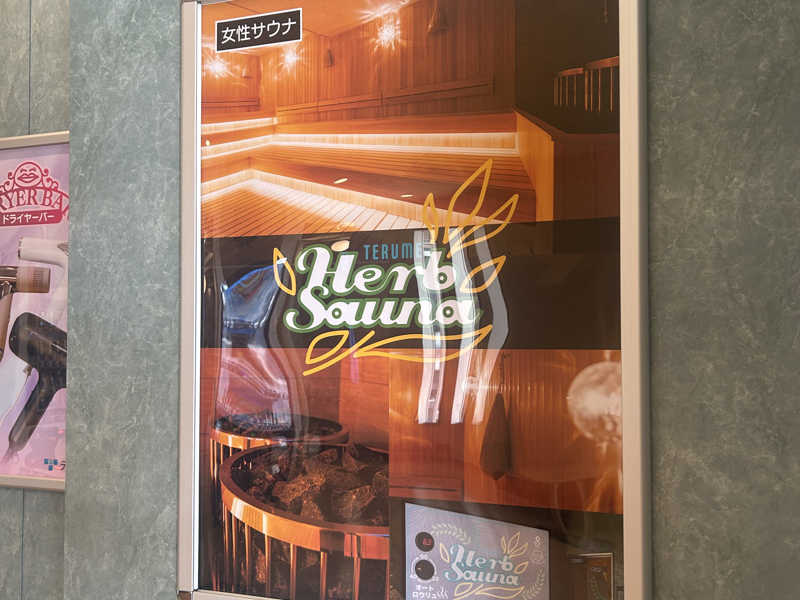 女性サウナ
TERUME
Herb
Sauna
RYER BA
ドライヤーバー
Herb
Sauna
オート
ロウリュ